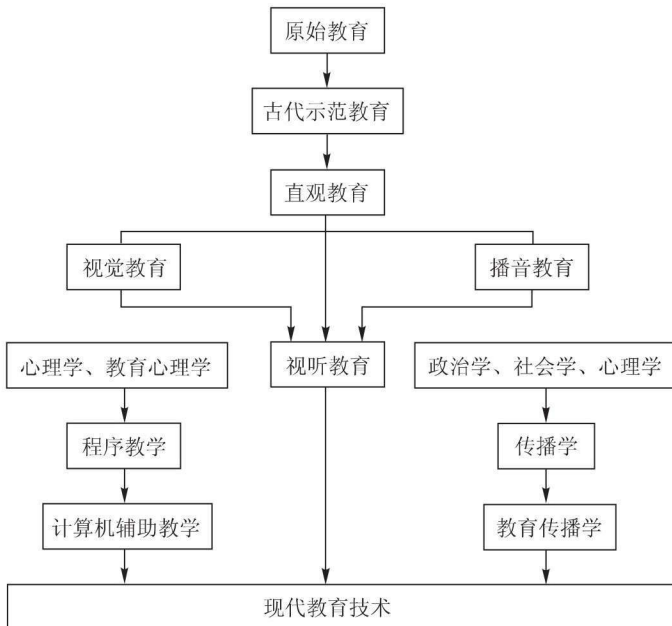 原始教育
古代示范教育
直观教育
视觉教育
播音教育
心理学、教育心理学
视听教育
政治学、社会学、心理学
程序教学
传播学
计算机辅助教学
教育传播学
现代教育技术